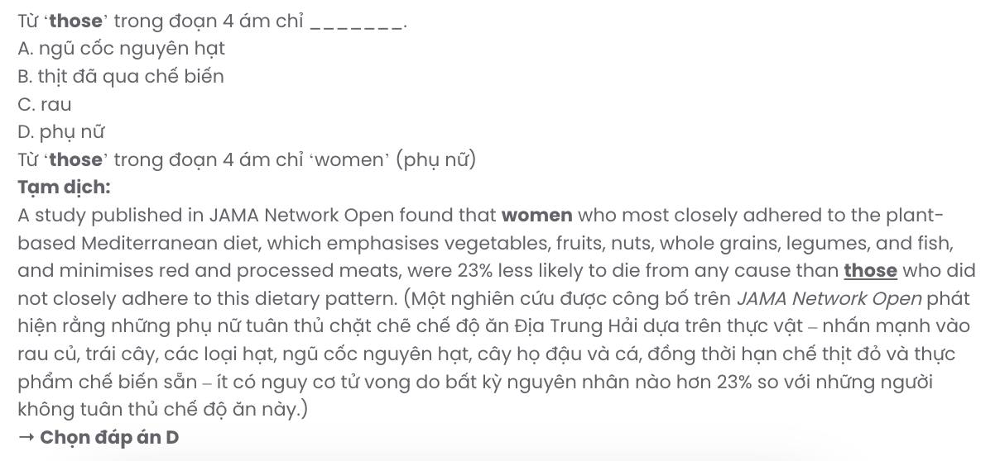 Từ ‘those’ trong đoạn 4 ám chỉ _______.
A. ngũ cốc nguyên hạt
B. thịt đã qua chế biến
C. rau
D. phụ nữ
Từ ‘those’ trong đoạn 4 ám chỉ ‘women’ (phụ nữ)
Tạm dịch:
A study published in JAMA Network Open found that women who most closely adhered to the plant-
based Mediterranean diet, which emphasises vegetables, fruits, nuts, whole grains, legumes, and fish,
and minimises red and processed meats, were 23% less likely to die from any cause than those who did
not closely adhere to this dietary pattern. (Một nghiên cứu được công bố trên JAMA Network Open phát
hiện rằng những phụ nữ tuân thủ chặt chẽ chế độ ăn Địa Trung Hải dựa trên thực vật – nhấn mạnh vào
rau củ, trái cây, các loại hạt, ngũ cốc nguyên hạt, cây họ đậu và cá, đồng thời hạn chế thịt đỏ và thực
phẩm chế biến sẵn – ít có nguy cơ tử vong do bất kỳ nguyên nhân nào hơn 23% so với những người
không tuân thủ chế độ ăn này.)
→ Chọn đáp án D